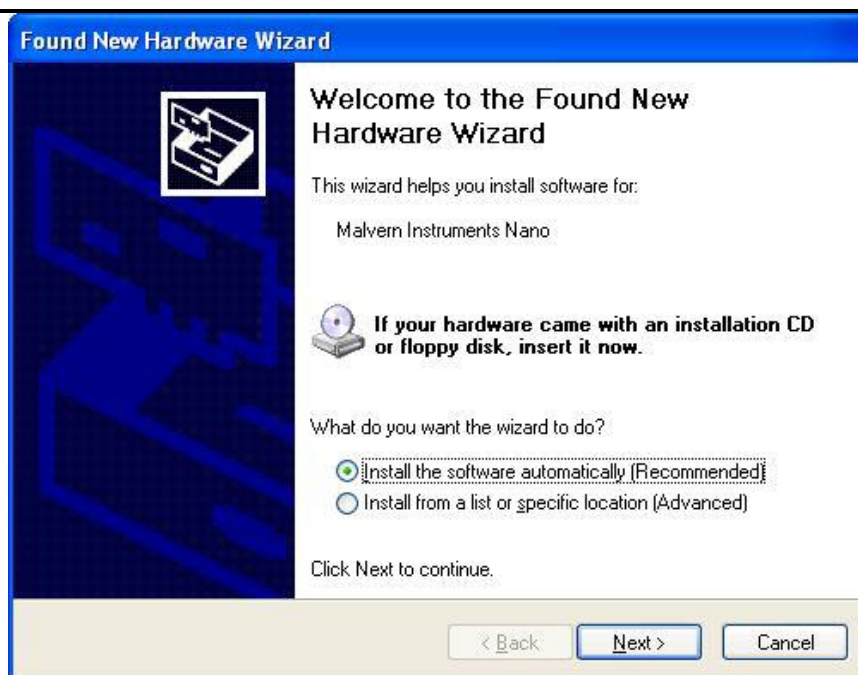 Found New Hardware Wizard
Welcome to the Found New
Hardware Wizard
This wizard helps you install software for:
Malvern Instruments Nano
If your hardware came with an installation CD
or floppy disk, insert it now.
What do you want the wizard to do?
Install the software automatically (Recommended)
Install from a list or specific location (Advanced)
Click Next to continue.
< Back Next > Cancel